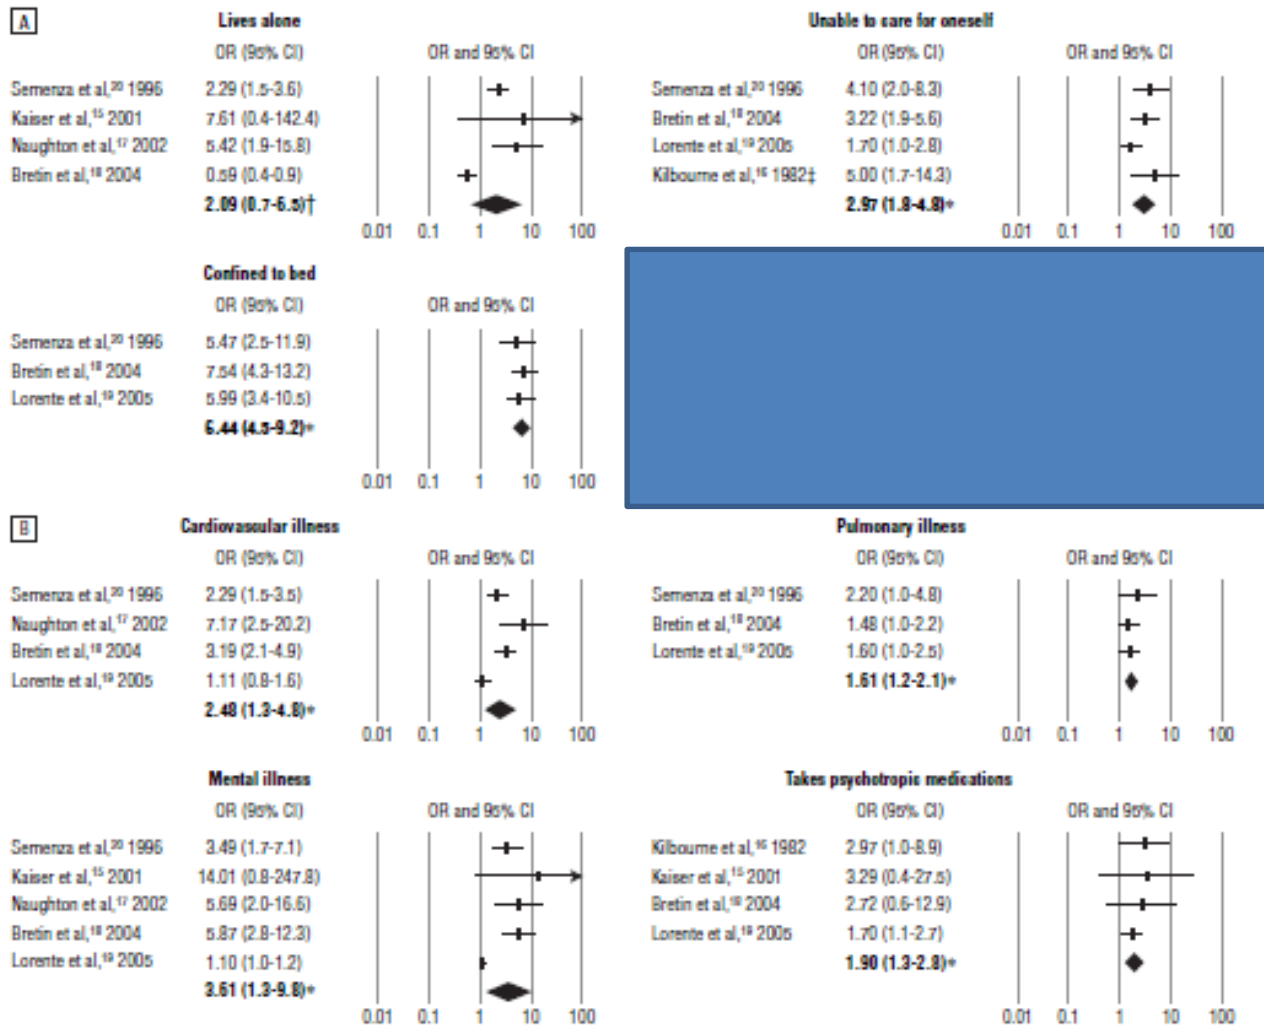 A
Lives alone
OR (95% CI) OR and 95% CI
Semenza et al,20 1996 2.29 (1.5-3.6)
Kaiser et al,15 2001 7.61 (0.4-142.4)
Naughton et al,17 2002 5.42 (1.9-15.8)
Bretin et al,18 2004 0.59 (0.4-0.9)
2.09 (0.7-6.5)†
0.01 0.1 1 10 100
Unable to care for oneself
OR (95% CI) OR and 95% CI
Semenza et al,20 1996 4.10 (2.0-8.3)
Bretin et al,18 2004 3.22 (1.9-5.6)
Lorente et al,19 2005 1.70 (1.0-2.8)
Kilbourne et al,16 1982‡ 5.00 (1.7-14.3)
2.97 (1.8-4.8)*
0.01 0.1 1 10 100
Confined to bed
OR (95% CI) OR and 95% CI
Semenza et al,20 1996 5.47 (2.5-11.9)
Bretin et al,18 2004 7.54 (4.3-13.2)
Lorente et al,19 2005 5.99 (3.4-10.5)
6.44 (4.5-9.2)*
0.01 0.1 1 10 100
B
Cardiovascular illness
OR (95% CI) OR and 95% CI
Semenza et al,20 1996 2.29 (1.5-3.5)
Naughton et al,17 2002 7.17 (2.5-20.2)
Bretin et al,18 2004 3.19 (2.1-4.9)
Lorente et al,19 2005 1.11 (0.8-1.6)
2.48 (1.3-4.8)*
0.01 0.1 1 10 100
Pulmonary illness
OR (95% CI) OR and 95% CI
Semenza et al,20 1996 2.20 (1.0-4.8)
Bretin et al,18 2004 1.48 (1.0-2.2)
Lorente et al,19 2005 1.60 (1.0-2.5)
1.61 (1.2-2.1)*
0.01 0.1 1 10 100
Mental illness
OR (95% CI) OR and 95% CI
Semenza et al,20 1996 3.49 (1.7-7.1)
Kaiser et al,15 2001 14.01 (0.8-247.8)
Naughton et al,17 2002 5.69 (2.0-16.6)
Bretin et al,18 2004 5.87 (2.8-12.3)
Lorente et al,19 2005 1.10 (1.0-1.2)
3.61 (1.3-9.8)*
0.01 0.1 1 10 100
Takes psychotropic medications
OR (95% CI) OR and 95% CI
Kilbourne et al,16 1982 2.97 (1.0-8.9)
Kaiser et al,15 2001 3.29 (0.4-27.5)
Bretin et al,18 2004 2.72 (0.6-12.9)
Lorente et al,19 2005 1.70 (1.1-2.7)
1.90 (1.3-2.8)*
0.01 0.1 1 10 100